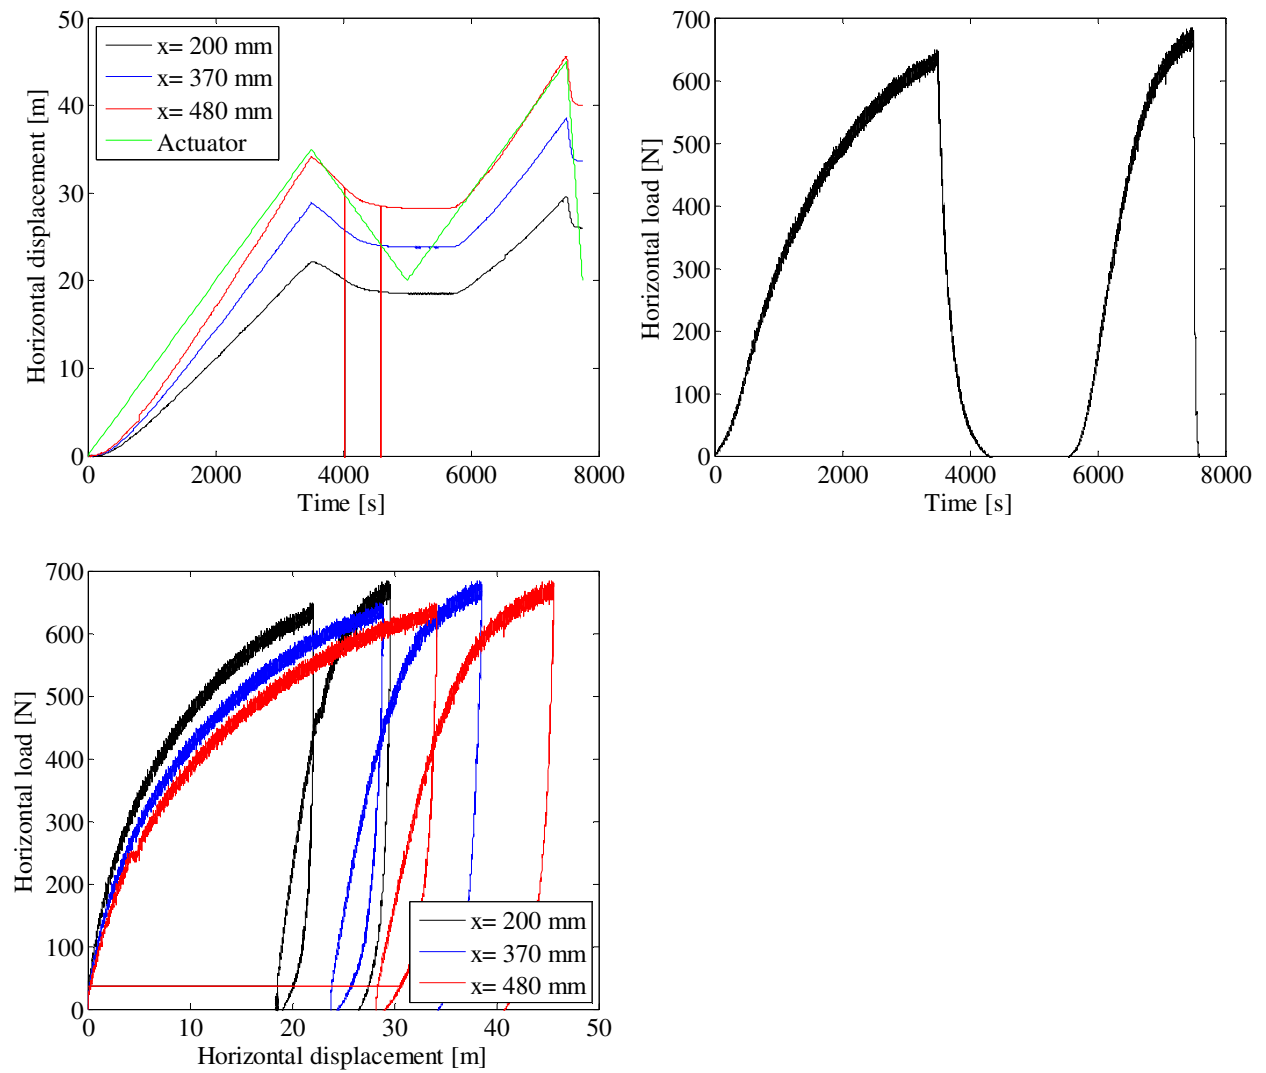 50
40
30
20
10
0
Horizontal displacement [m]
x= 200 mm
x= 370 mm
x= 480 mm
Actuator
0 2000 4000 6000 8000
Time [s]
700
600
500
400
300
200
100
0
Horizontal load [N]
0 2000 4000 6000 8000
Time [s]
700
600
500
400
300
200
100
0
Horizontal load [N]
x= 200 mm
x= 370 mm
x= 480 mm
0 10 20 30 40 50
Horizontal displacement [m]